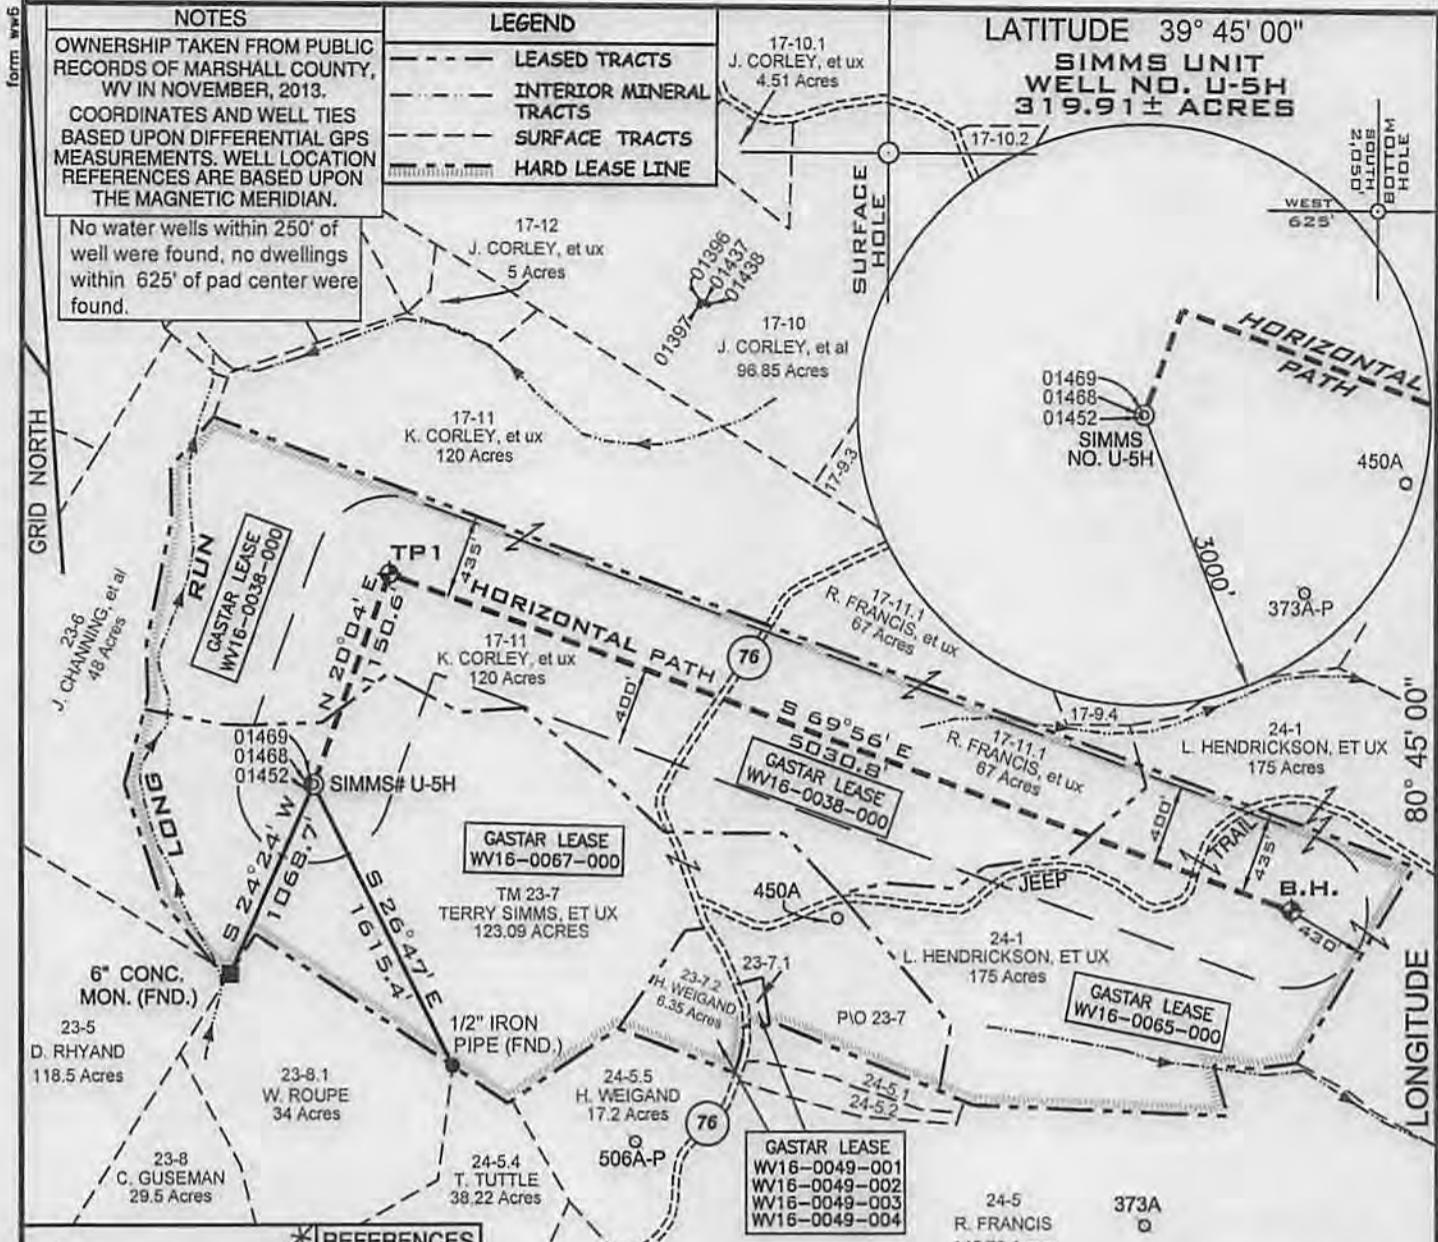 form ww6
NOTES
OWNERSHIP TAKEN FROM PUBLIC
RECORDS OF MARSHALL COUNTY,
WV IN NOVEMBER, 2013.
COORDINATES AND WELL TIES
BASED UPON DIFFERENTIAL GPS
MEASUREMENTS. WELL LOCATION
REFERENCES ARE BASED UPON
THE MAGNETIC MERIDIAN.
No water wells within 250' of
well were found, no dwellings
within 625' of pad center were
found.
LEGEND
LEASED TRACTS
INTERIOR MINERAL
TRACTS
SURFACE TRACTS
HARD LEASE LINE
17-10.1
J. CORLEY, et ux
4.51 Acres
LATITUDE 39° 45' 00"
SIMMS UNIT
WELL NO. U-5H
319.91± ACRES
17-10.2
SURFACE
HOLE
2,050'
SOUTH
BOTTOM
HOLE
WEST
625'
17-12
J. CORLEY, et ux
5 Acres
01396
01437
01438
01397
17-10
J. CORLEY, et al
96.85 Acres
HORIZONTAL
PATH
01469
01468
01452
SIMMS
NO. U-5H
450A
3000'
373A-P
GRID NORTH
17-11
K. CORLEY, et ux
120 Acres
17-9.3
RUN
GASTAR LEASE
WV16-0038-000
TP1
435'
HORIZONTAL PATH
N 20°04' E
1150.6'
17-11
K. CORLEY, et ux
120 Acres
400'
76
17-11.1
R. FRANCIS, et ux
67 Acres
23-6
J. CHANNING, et al
48 Acres
S 69°56' E
5030.8'
17-11.1
R. FRANCIS, et ux
67 Acres
17-9.4
24-1
L. HENDRICKSON, ET UX
175 Acres
80° 45' 00"
LONGITUDE
01469
01468
01452
SIMMS# U-5H
LONG
GASTAR LEASE
WV16-0038-000
400'
TRAIL
435'
JEEP
B.H.
430'
S 24°24' W
1068.7'
S 26°47' E
1615.4'
GASTAR LEASE
WV16-0067-000
TM 23-7
TERRY SIMMS, ET UX
123.09 ACRES
450A
24-1
L. HENDRICKSON, ET UX
175 Acres
GASTAR LEASE
WV16-0065-000
6" CONC.
MON. (FND.)
23-7.2
H. WEIGAND
6.35 Acres
23-7.1
P\O 23-7
1/2" IRON
PIPE (FND.)
23-5
D. RHYAND
118.5 Acres
23-8.1
W. ROUPE
34 Acres
24-5.5
H. WEIGAND
17.2 Acres
24-5.1
24-5.2
76
506A-P
23-8
C. GUSEMAN
29.5 Acres
24-5.4
T. TUTTLE
38.22 Acres
GASTAR LEASE
WV16-0049-001
WV16-0049-002
WV16-0049-003
WV16-0049-004
24-5
R. FRANCIS
373A
REFERENCES